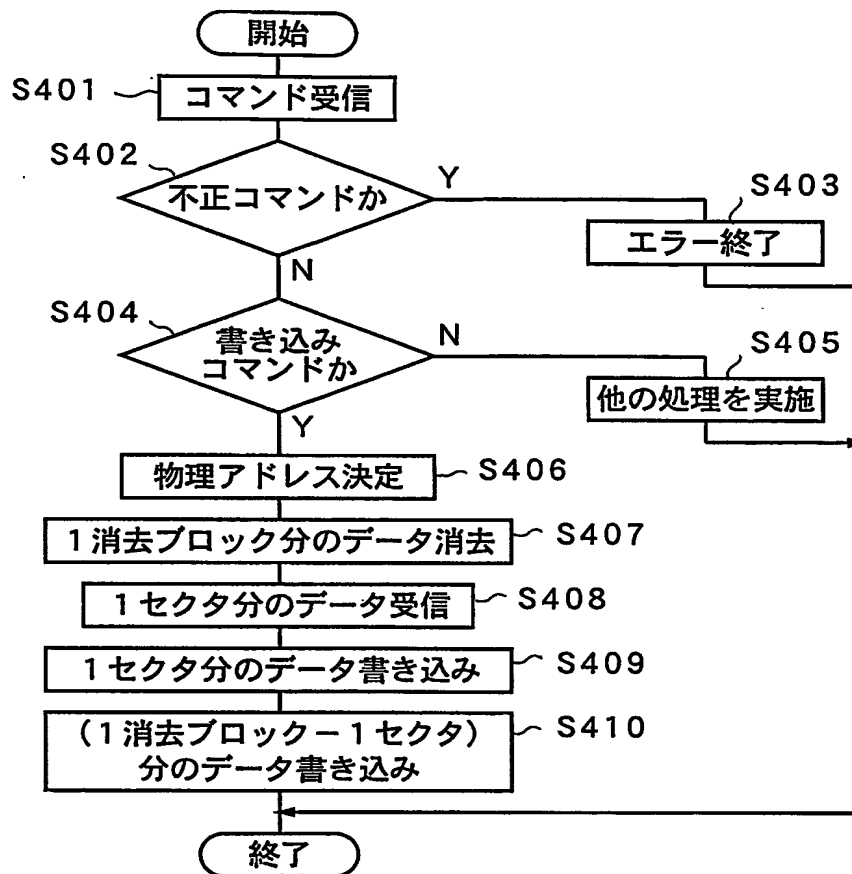 開始
S401
コマンド受信
S402
不正コマンドか
Y
S403
エラー終了
N
S404
書き込み
コマンドか
N
S405
他の処理を実施
Y
物理アドレス決定
S406
1消去ブロック分のデータ消去
S407
1セクタ分のデータ受信
S408
1セクタ分のデータ書き込み
S409
(1消去ブロック-1セクタ)
分のデータ書き込み
S410
終了